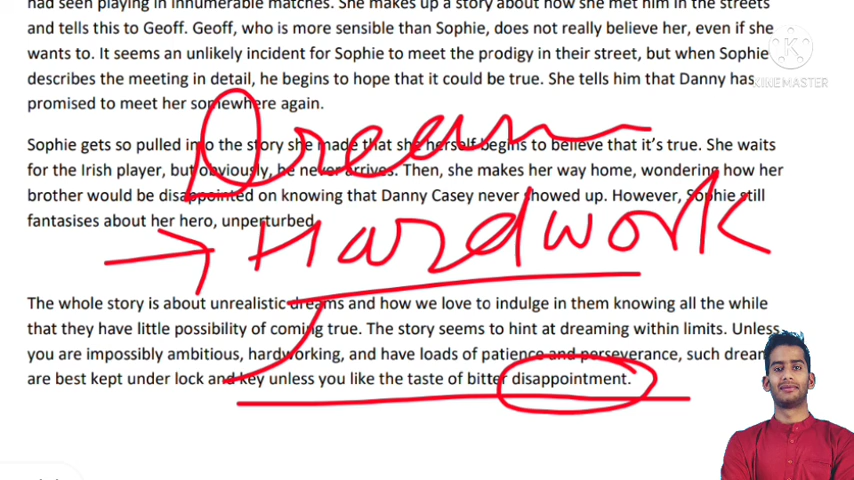 had seen playing in innumerable matches. She makes up a story about how she met him in the streets
and tells this to Geoff. Geoff, who is more sensible than Sophie, does not really believe her, even if she
wants to. It seems an unlikely incident for Sophie to meet the prodigy in their street, but when Sophie
describes the meeting in detail, he begins to hope that it could be true. She tells him that Danny has
promised to meet her somewhere again.
KINEMASTER
Dream
Sophie gets so pulled into the story she made that she herself begins to believe that it's true. She waits
for the Irish player, but obviously, he never arrives. Then, she makes her way home, wondering how her
brother would be disappointed on knowing that Danny Casey never showed up. However, Sophie still
fantasises about her hero, unperturbed.
Hardwork
The whole story is about unrealistic dreams and how we love to indulge in them knowing all the while
that they have little possibility of coming true. The story seems to hint at dreaming within limits. Unless
you are impossibly ambitious, hardworking, and have loads of patience and perseverance, such dream
are best kept under lock and key unless you like the taste of bitter disappointment.